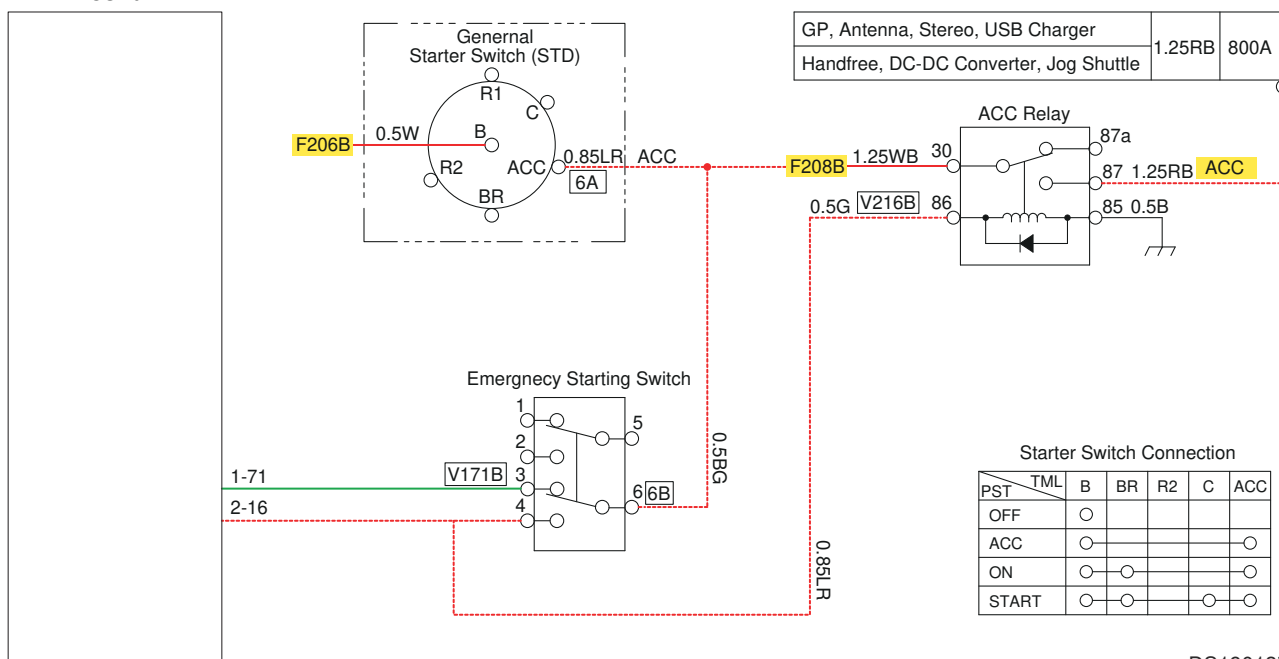 GP, Antenna, Stereo, USB Charger
1.25RB
800A
Handfree, DC-DC Converter, Jog Shuttle
Genernal
Starter Switch (STD)
R1
C
B
R2
ACC
BR
F206B
0.5W
0.85LR
ACC
6A
F208B
1.25WB
ACC Relay
30
87a
87
1.25RB
ACC
0.5G
V216B
86
85
0.5B
Emergnecy Starting Switch
1
5
2
3
6
6B
4
0.5BG
1-71
V171B
2-16
0.85LR
Starter Switch Connection
PST TML B BR R2 C ACC
OFF
ACC
ON
START